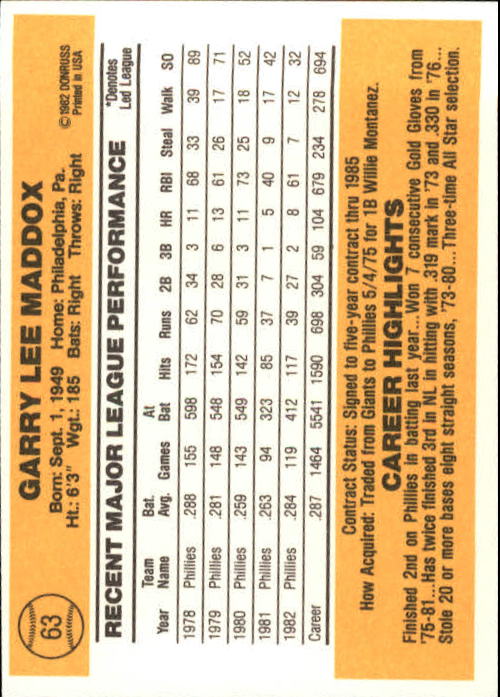 63
GARRY LEE MADDOX
Born: Sept. 1, 1949 Home: Philadelphia, Pa.
Ht.: 6'3" Wgt.: 185 Bats: Right Throws: Right
© 1982 DONRUSS
Printed in USA
RECENT MAJOR LEAGUE PERFORMANCE
*Denotes
Led League
Year Team Name Bat. Avg. Games At Bat Hits Runs 2B 3B HR RBI Steal Walk SO
1978 Phillies .288 155 598 172 62 34 3 11 68 33 39 89
1979 Phillies .281 148 548 154 70 28 6 13 61 26 17 71
1980 Phillies .259 143 549 142 59 31 3 11 73 25 18 52
1981 Phillies .263 94 323 85 37 7 1 5 40 9 17 42
1982 Phillies .284 119 412 117 39 27 2 8 61 7 12 32
Career .287 1464 5541 1590 698 304 59 104 679 234 278 694
Contract Status: Signed to five-year contract thru 1985
How Acquired: Traded from Giants to Phillies 5/4/75 for 1B Willie Montanez.
CAREER HIGHLIGHTS
Finished 2nd on Phillies in batting last year...Won 7 consecutive Gold Gloves from
'75-81...Has twice finished 3rd in NL in hitting with .319 mark in '73 and .330 in '76...
Stole 20 or more bases eight straight seasons, '73-80...Three-time All Star selection.